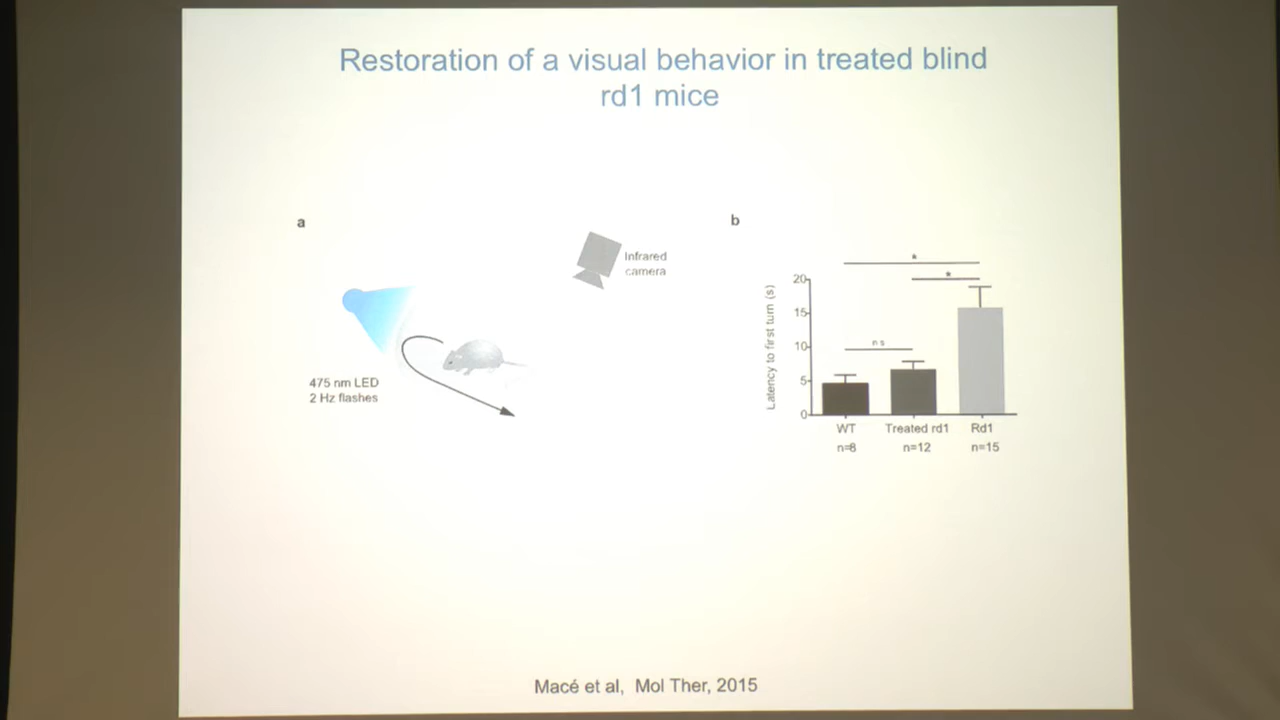 Restoration of a visual behavior in treated blind
rd1 mice
a
Infrared
camera
475 nm LED
2 Hz flashes
b
*
*
ns
Latency to first turn (s)
20
15
10
5
0
WT
Treated rd1
Rd1
n=12
n=15
Macé et al, Mol Ther, 2015